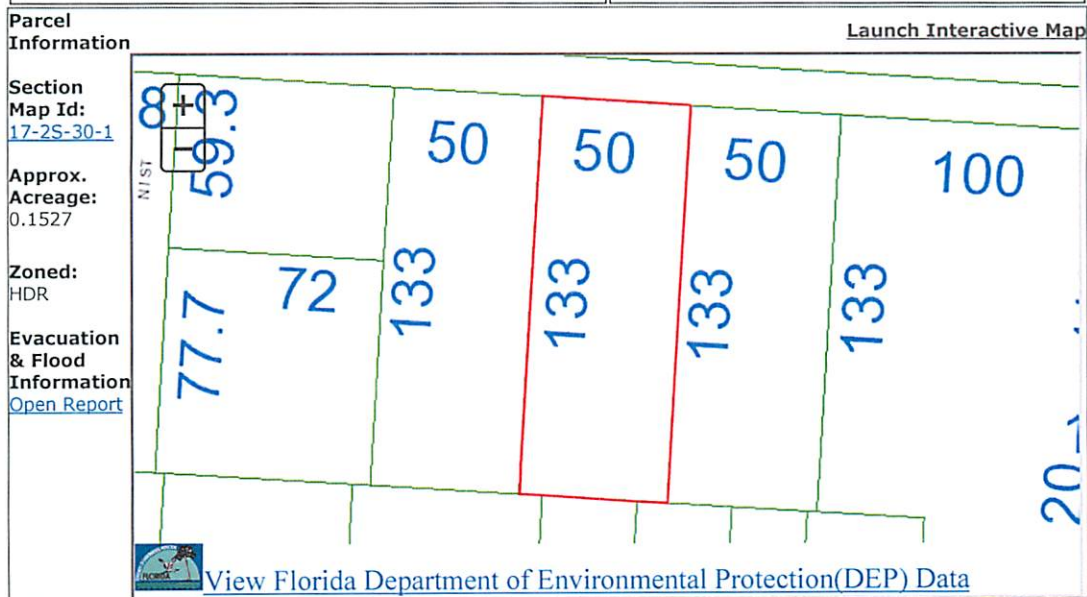 Parcel
Information
Launch Interactive Map
Section
Map Id:
17-2S-30-1
Approx.
Acreage:
0.1527
Zoned:
HDR
Evacuation
& Flood
Information
Open Report
8
+
-
59.3
N I ST
50
50
50
100
72
77.7
133
133
133
133
FLORIDA
View Florida Department of Environmental Protection(DEP) Data